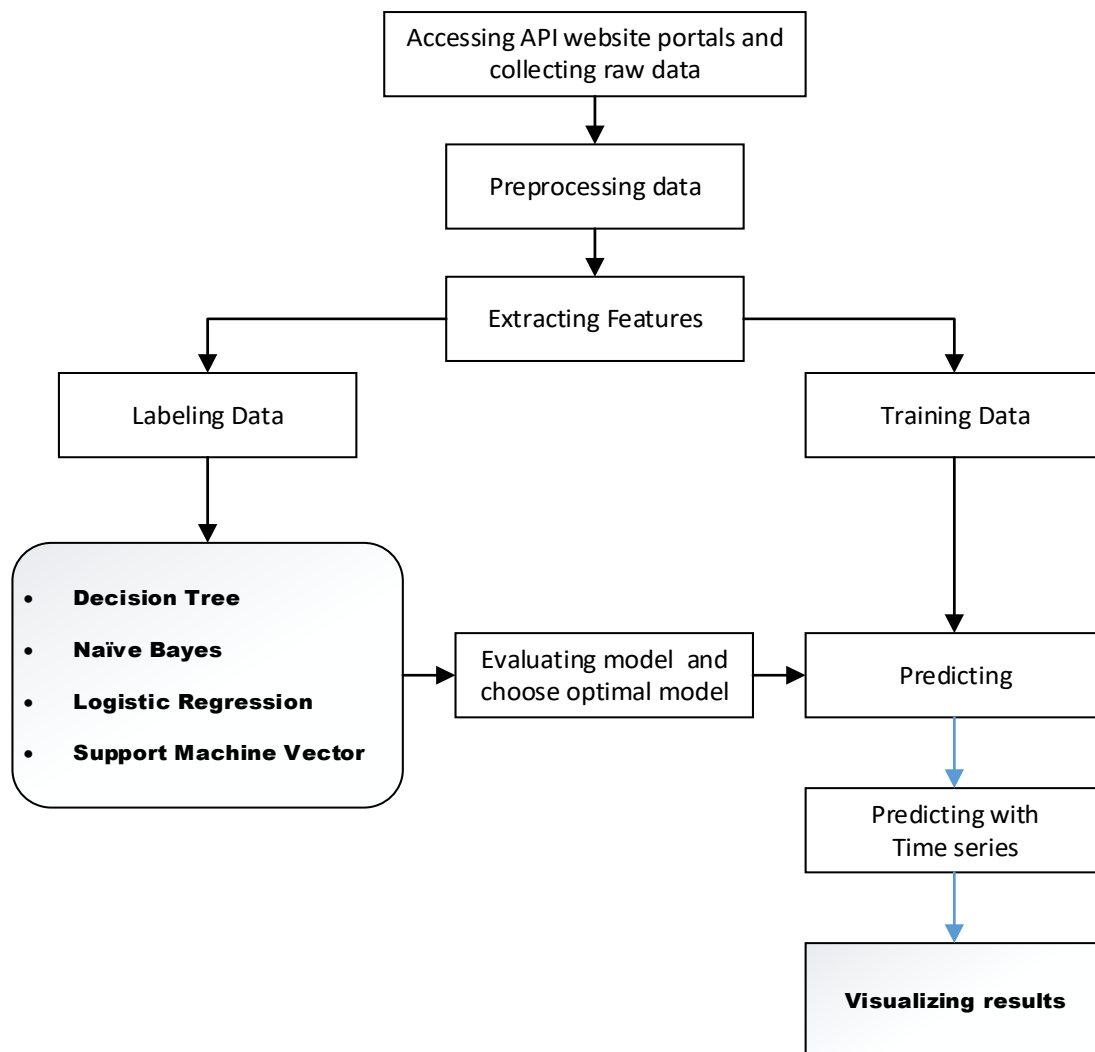 Accessing API website portals and
collecting raw data
Preprocessing data
Extracting Features
Labeling Data
Training Data
• Decision Tree
• Naïve Bayes
• Logistic Regression
• Support Machine Vector
Evaluating model and
choose optimal model
Predicting
Predicting with
Time series
Visualizing results